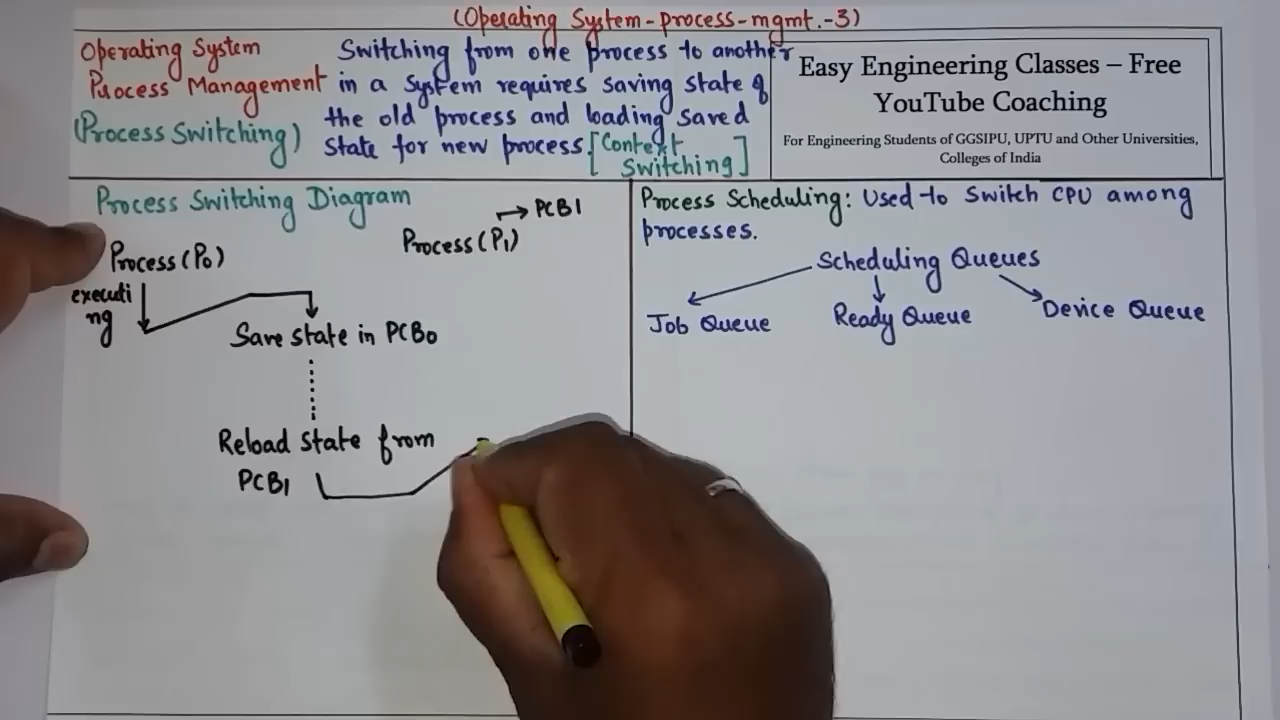 (Operating System-process-mgmt.-3)
Operating System
Process Management
(Process Switching)
Switching from one process to another
in a system requires saving state of
the old process and loading saved
state for new process. [Context
Switching]
Easy Engineering Classes – Free
YouTube Coaching
For Engineering Students of GGSIPU, UPTU and Other Universities,
Colleges of India
Process Switching Diagram
PCB1
Process (P1)
Process (P0)
executi
ng
Save state in PCB0
Reload state from
PCB1
Process Scheduling: Used to Switch CPU among
processes.
Scheduling Queues
Job Queue
Ready Queue
Device Queue